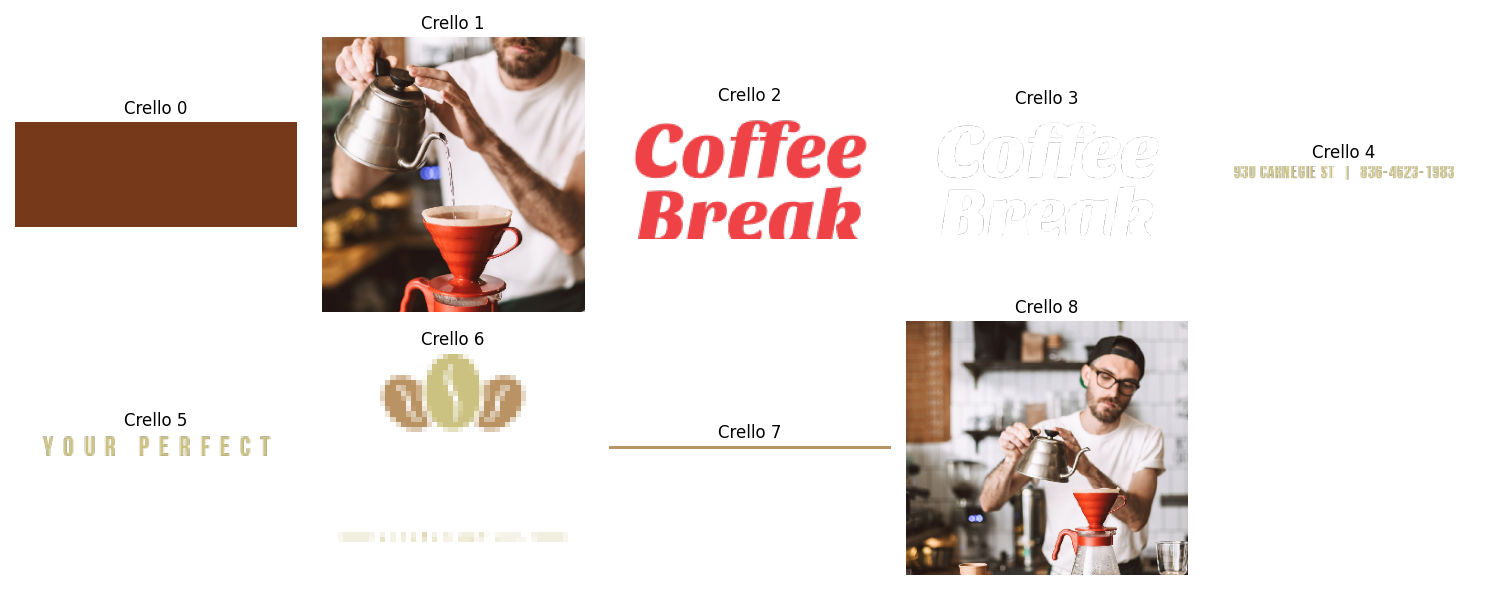 Crello 0
Crello 1
Crello 2
Coffee
Break
Crello 3
Coffee
Break
Crello 4
930 CARNEGIE ST | 836-4623-1983
Crello 5
YOUR PERFECT
Crello 6
Crello 7
Crello 8